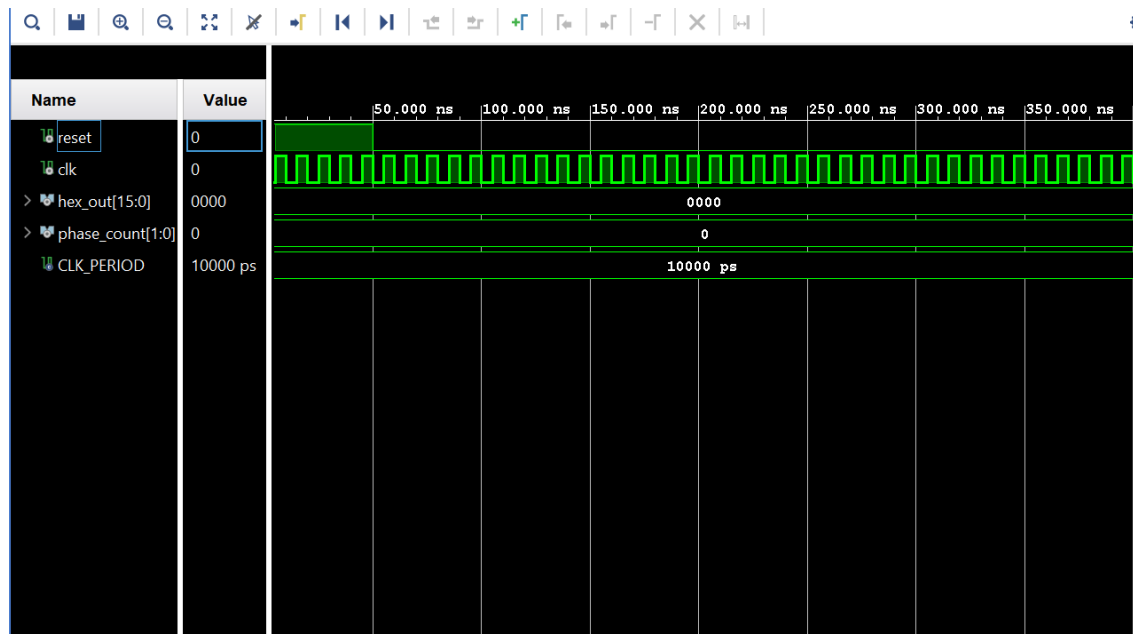 Name Value
50.000 ns 100.000 ns 150.000 ns 200.000 ns 250.000 ns 300.000 ns 350.000 ns
reset 0
clk 0
hex_out[15:0] 0000 0000
phase_count[1:0] 0 0
CLK_PERIOD 10000 ps 10000 ps